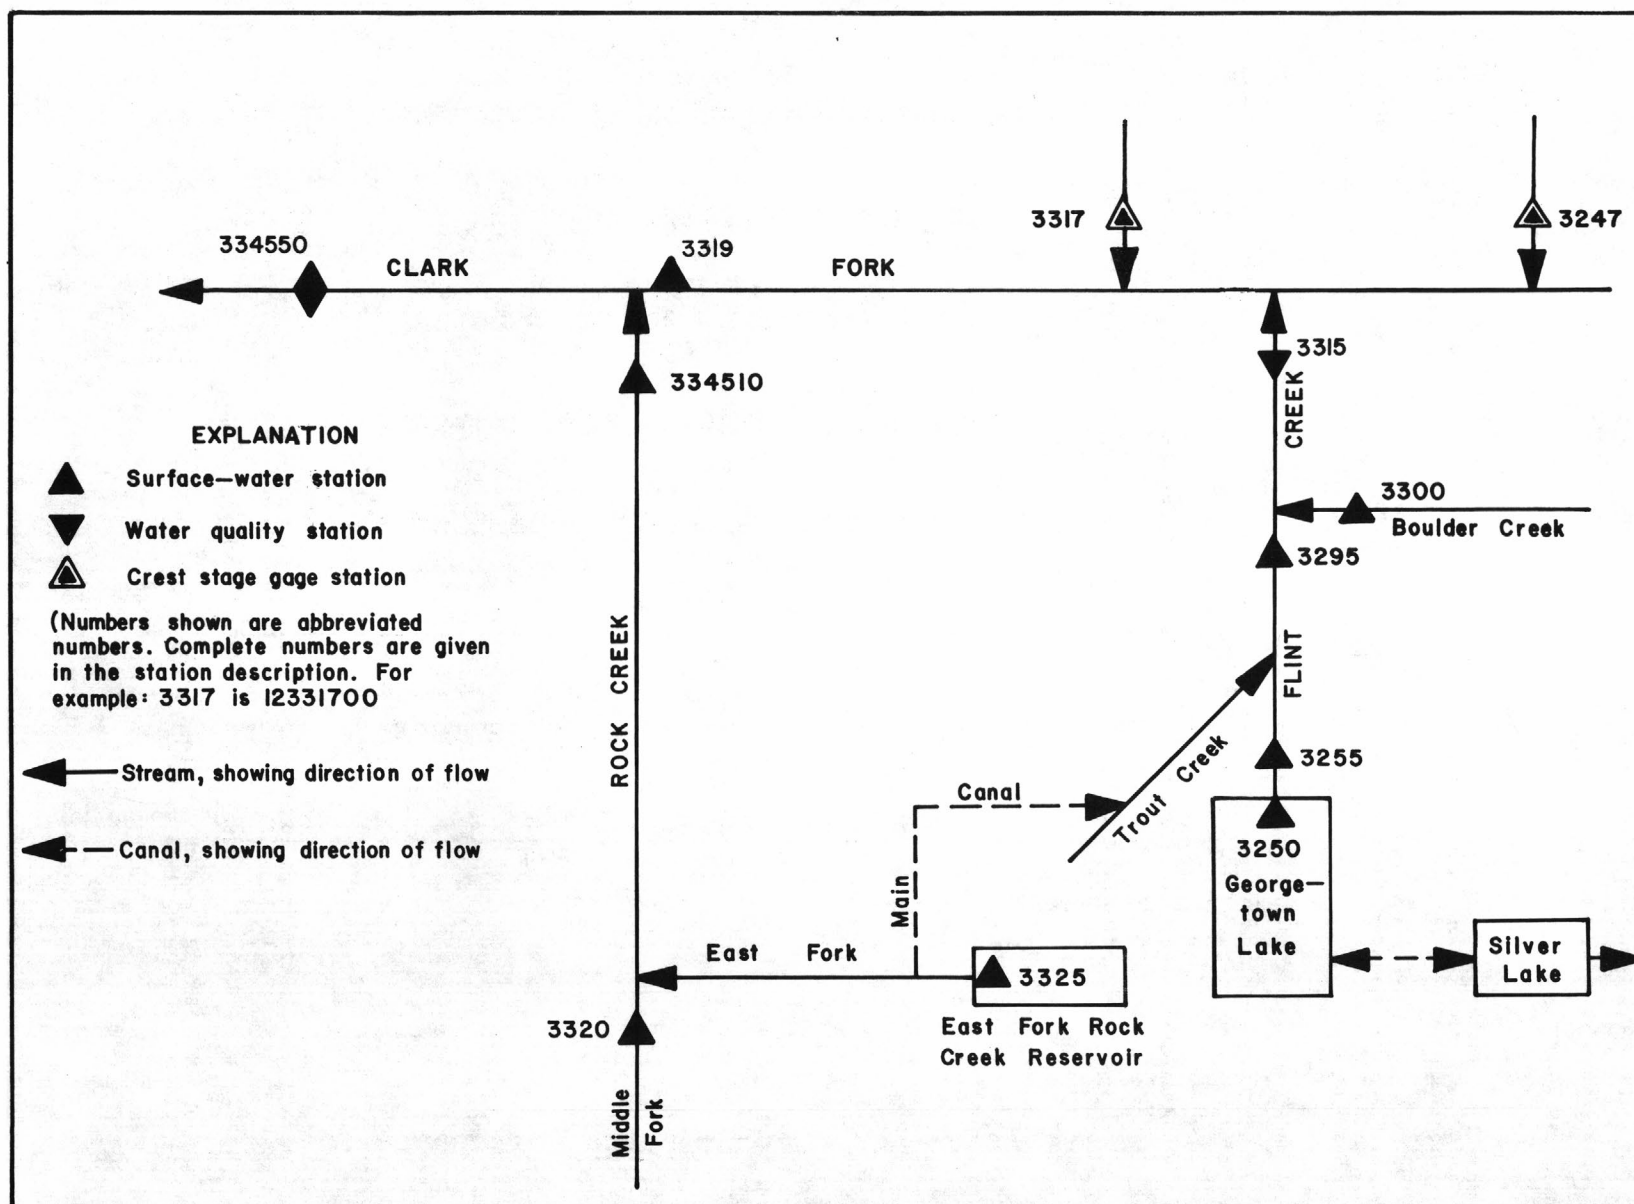 3317
3247
334550
3319
CLARK FORK
3315
334510
CREEK
EXPLANATION
Surface-water station
Water quality station
Crest stage gage station
(Numbers shown are abbreviated
numbers. Complete numbers are given
in the station description. For
example: 3317 is 12331700
Stream, showing direction of flow
Canal, showing direction of flow
3300
Boulder Creek
3295
FLINT
ROCK CREEK
3255
Trout Creek
Main Canal
3250
George-
town
Lake
Silver
Lake
East Fork
3325
East Fork Rock
Creek Reservoir
3320
Middle
Fork